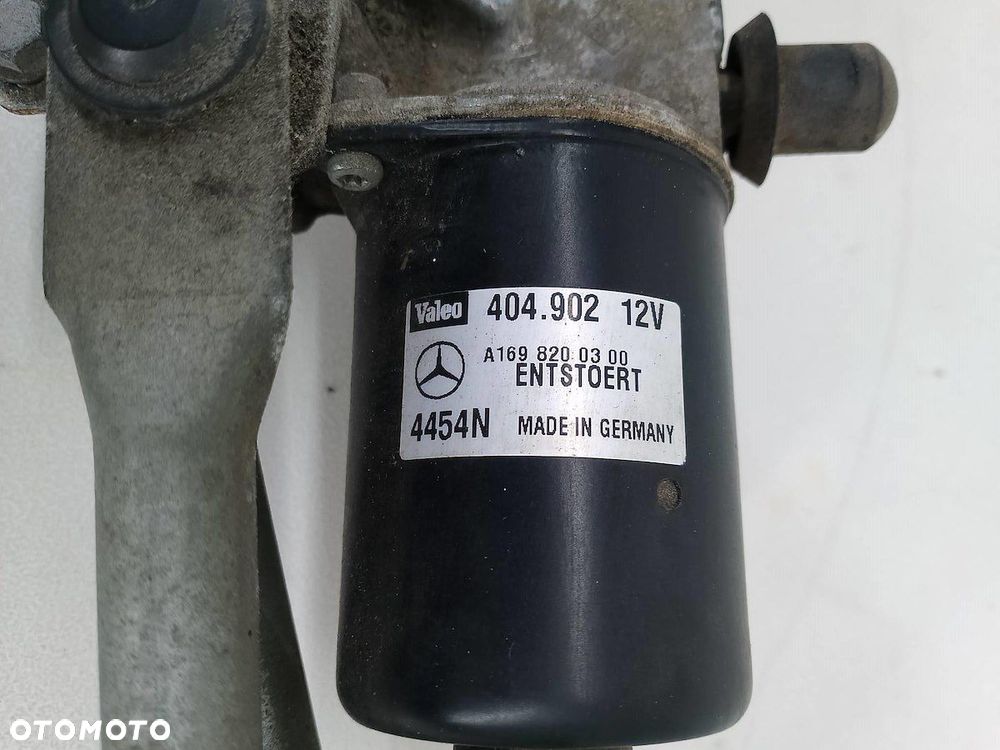 Valeo 404.902 12V
A169 820 03 00
ENTSTOERT
4454N MADE IN GERMANY
OTOMOTO